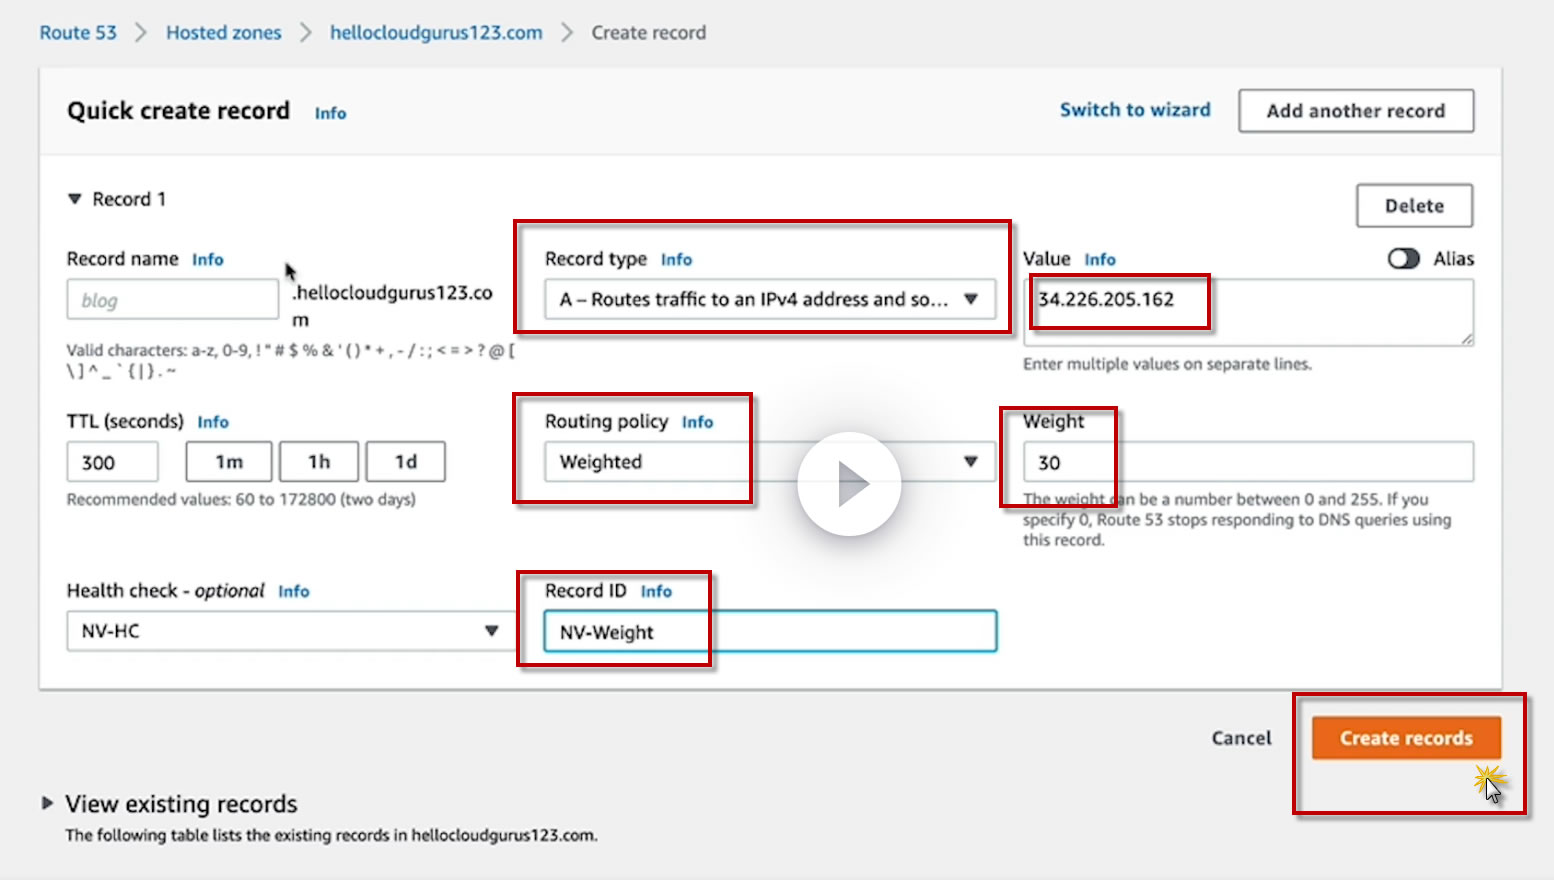 Route 53 > Hosted zones > hellocloudgurus123.com > Create record
Quick create record Info
Switch to wizard
Add another record
Record 1
Delete
Record name Info
blog
.hellocloudgurus123.co
m
Valid characters: a-z, 0-9, ! " # $ % & ' ( ) * + , - / : ; < = > ? @ [
\ ] ^ _ ` { | } . ~
Record type Info
A – Routes traffic to an IPv4 address and so...
Value Info
Alias
34.226.205.162
Enter multiple values on separate lines.
TTL (seconds) Info
300
1m
1h
1d
Recommended values: 60 to 172800 (two days)
Routing policy Info
Weighted
Weight
30
The weight can be a number between 0 and 255. If you
specify 0, Route 53 stops responding to DNS queries using
this record.
Health check - optional Info
NV-HC
Record ID Info
NV-Weight
Cancel
Create records
View existing records
The following table lists the existing records in hellocloudgurus123.com.